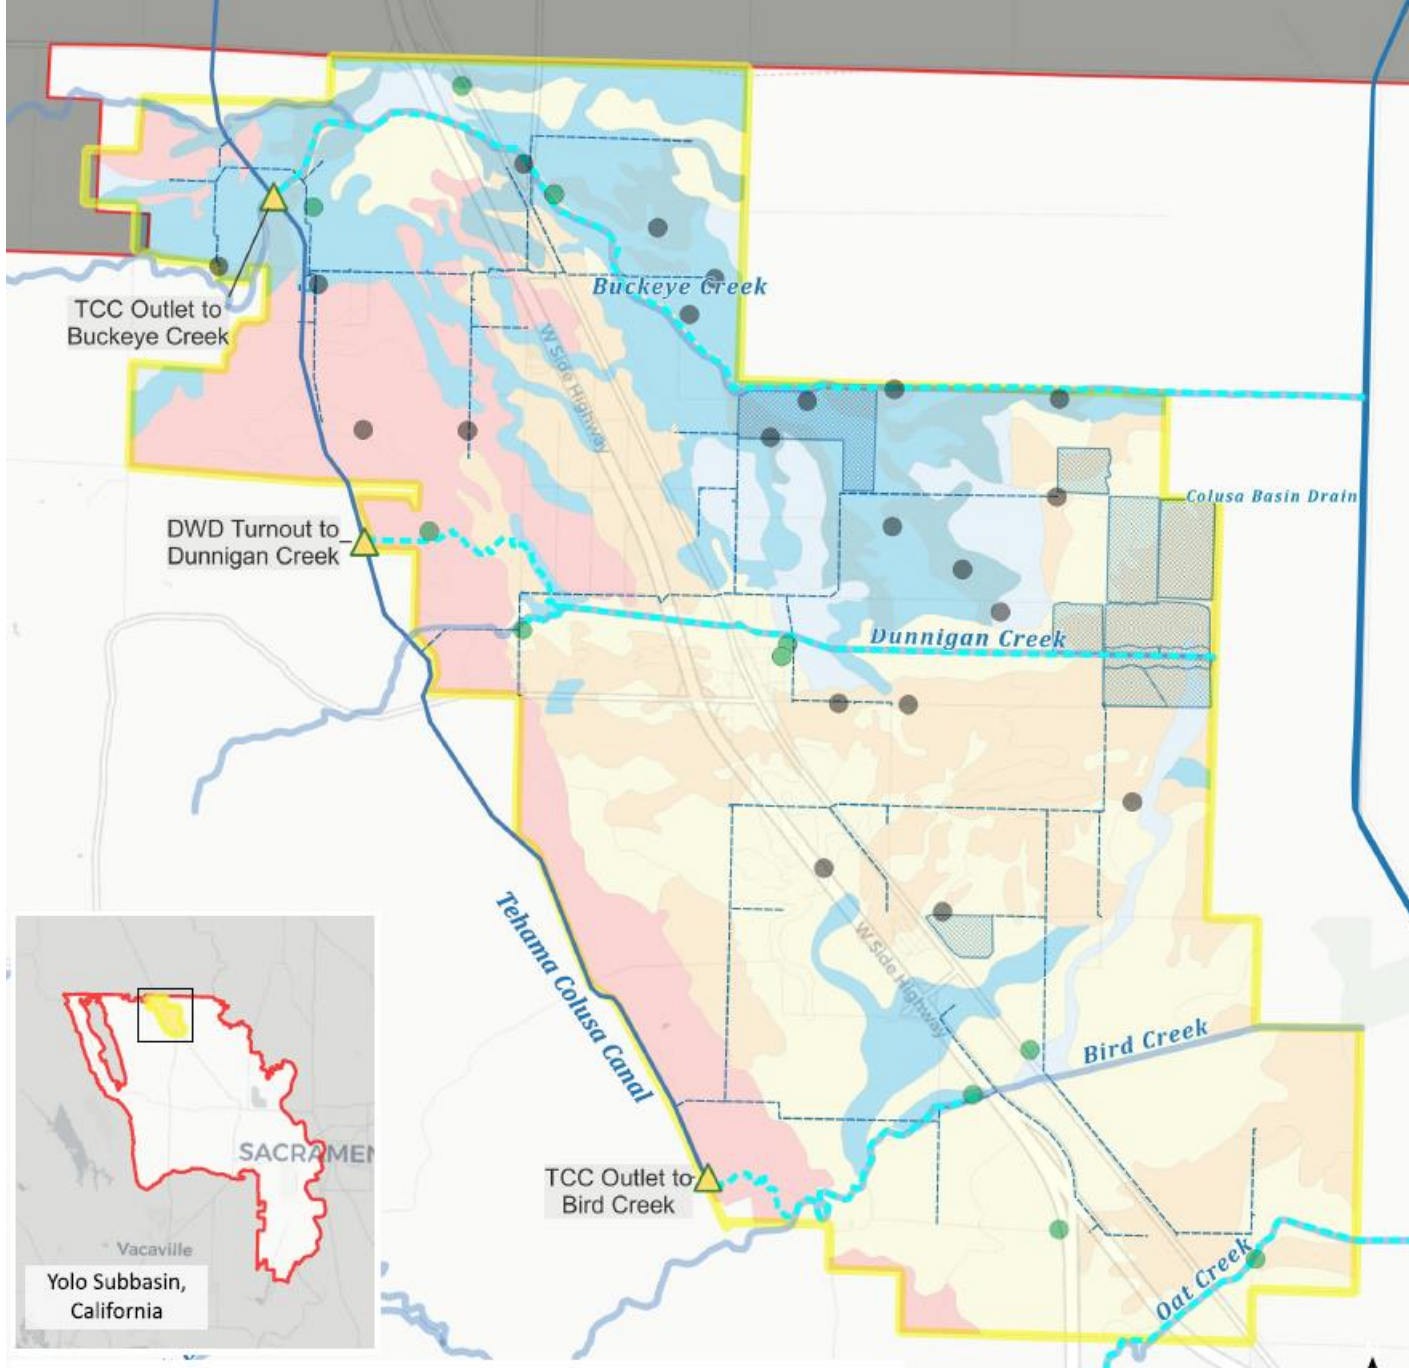 Buckeye Creek
TCC Outlet to
Buckeye Creek
W Side Highway
Colusa Basin Drain
DWD Turnout to
Dunnigan Creek
Dunnigan Creek
Tehama Colusa Canal
W Side Highway
Bird Creek
SACRAMEN
TCC Outlet to
Bird Creek
Vacaville
Yolo Subbasin,
California
Oat Creek